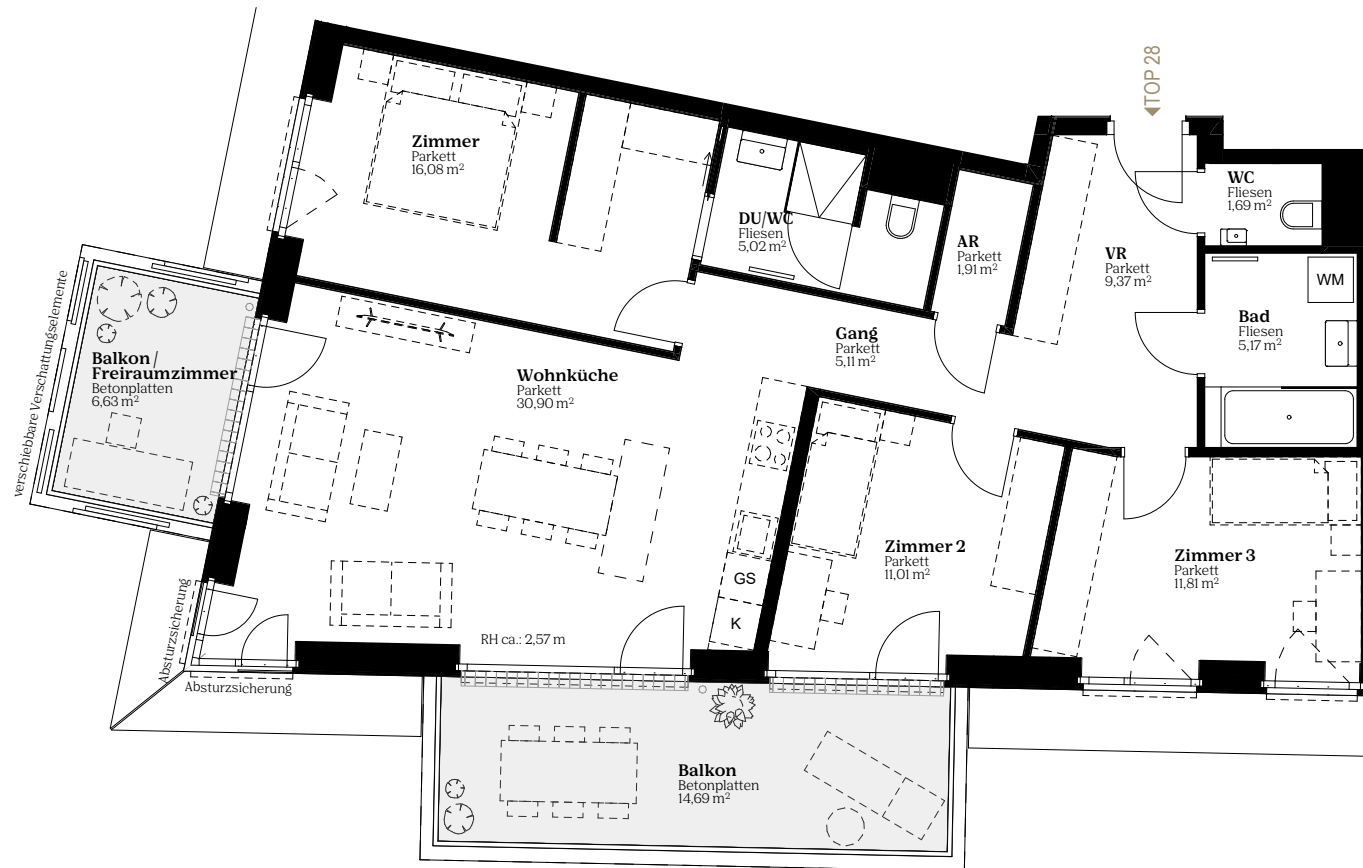 ◀TOP 28
Zimmer
Parkett
16,08 m²
DU/WC
Fliesen
5,02 m²
AR
Parkett
1,91 m²
VR
Parkett
9,37 m²
WC
Fliesen
1,69 m²
WM
Bad
Fliesen
5,17 m²
Gang
Parkett
5,11 m²
verschiebbare Verschattungselemente
Balkon /
Freiraumzimmer
Betonplatten
6,63 m²
Wohnküche
Parkett
30,90 m²
Zimmer 2
Parkett
11,01 m²
Zimmer 3
Parkett
11,81 m²
GS
K
RH ca.: 2,57 m
Absturzsicherung
Absturzsicherung
Balkon
Betonplatten
14,69 m²